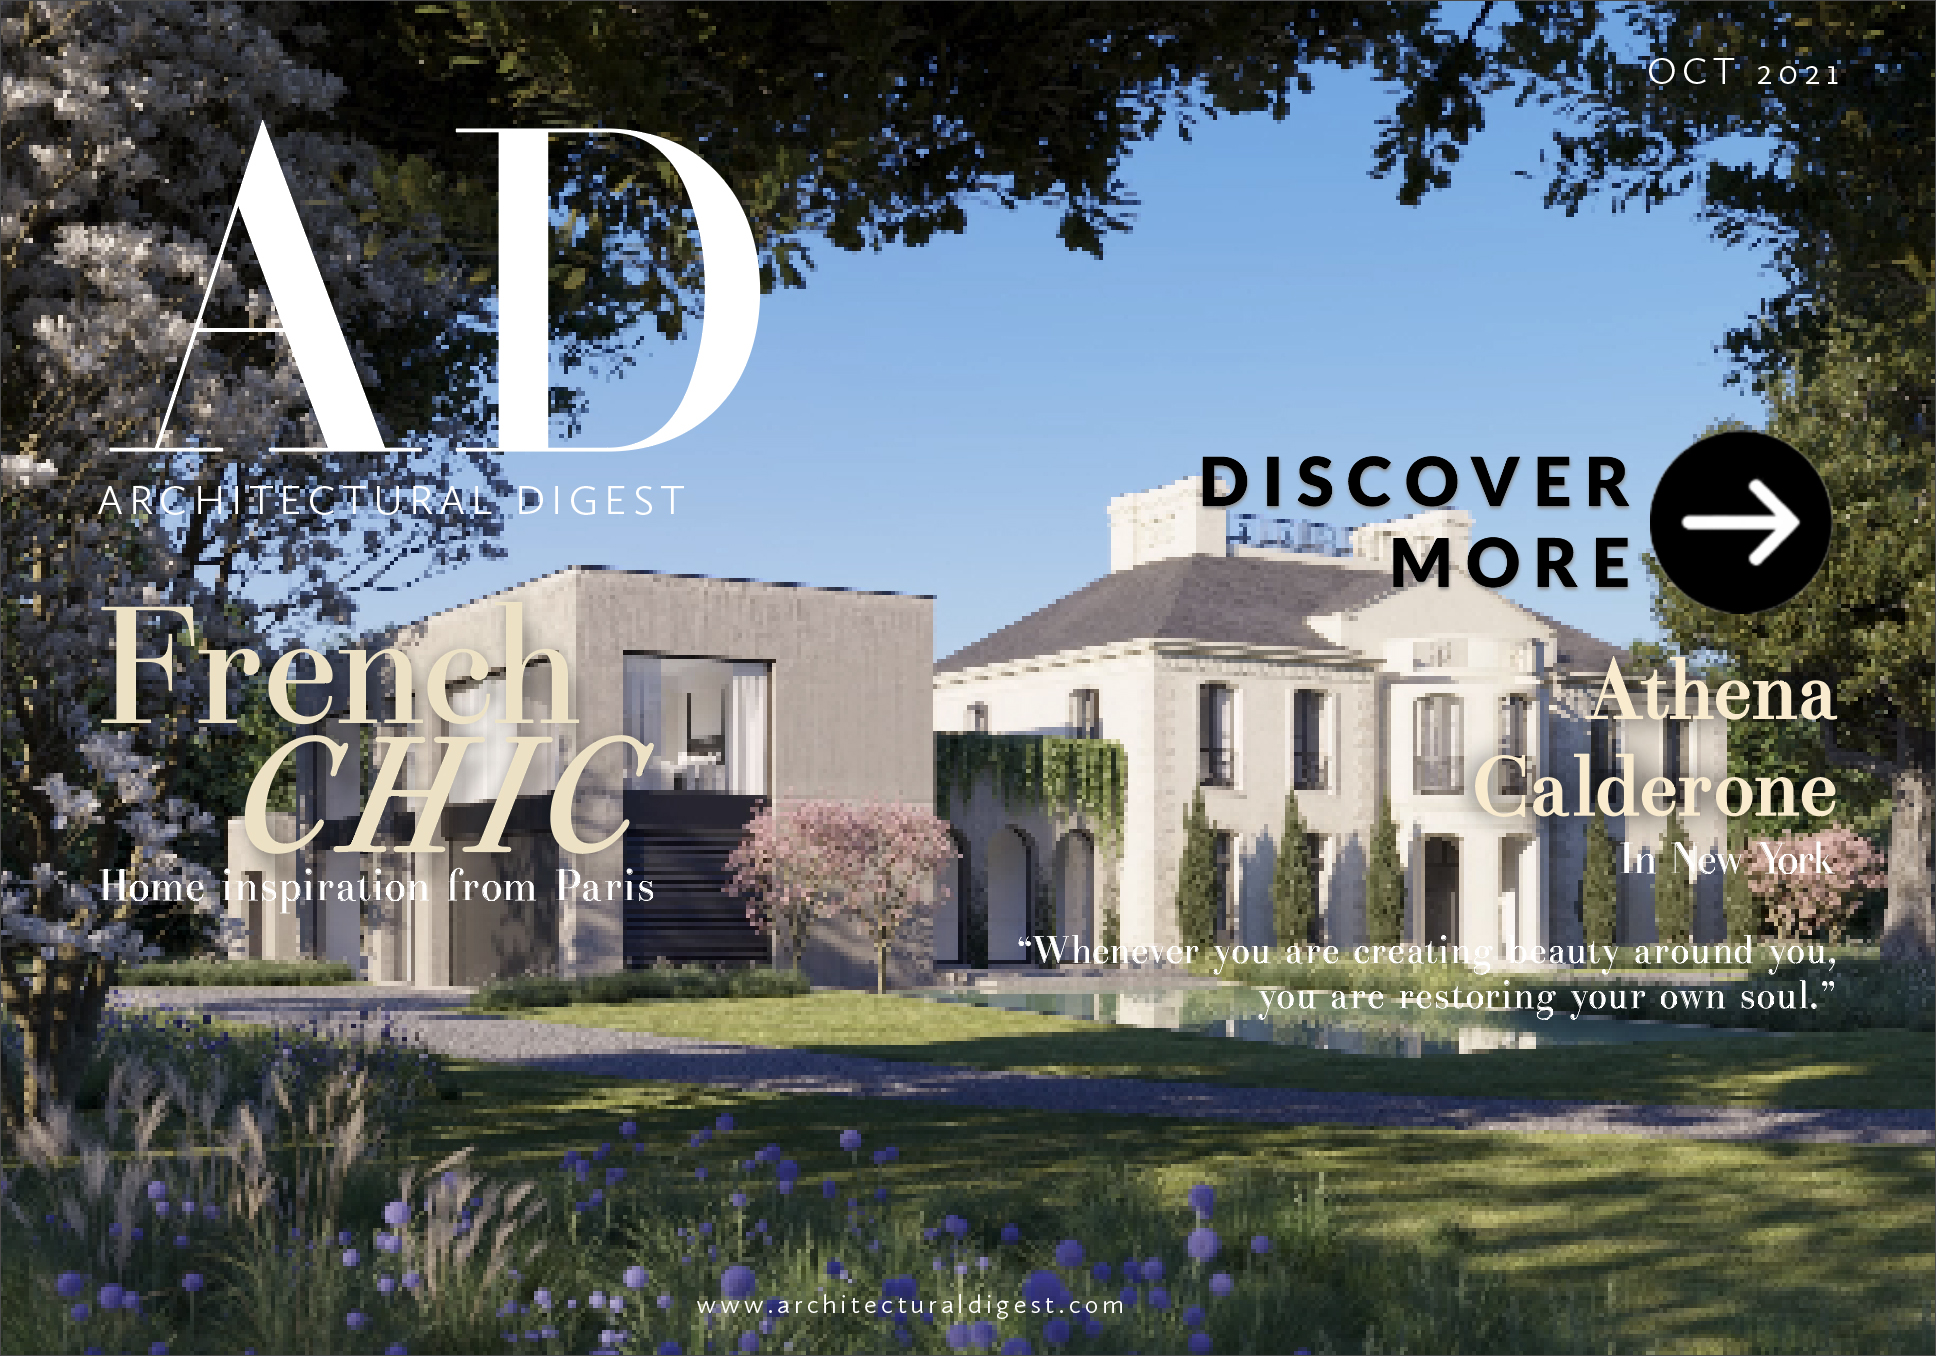 OCT 2021
AD
ARCHITECTURAL DIGEST
DISCOVER
MORE
French
CHIC
Home inspiration from Paris
Athena
Calderone
In New York
“Whenever you are creating beauty around you,
you are restoring your own soul.”
www.architecturaldigest.com